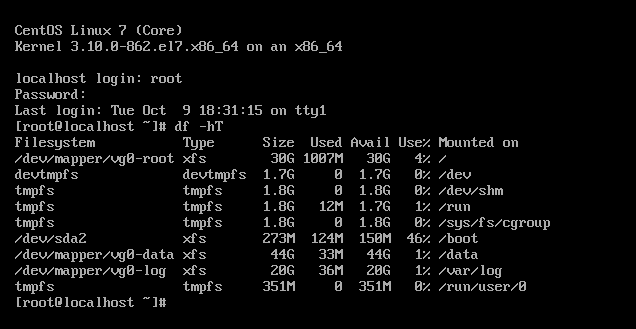 CentOS Linux 7 (Core)
Kernel 3.10.0-862.el7.x86_64 on an x86_64
localhost login: root
Password:
Last login: Tue Oct  9 18:31:15 on tty1
[root@localhost ~]# df -hT
Filesystem           Type      Size  Used Avail Use% Mounted on
/dev/mapper/vg0-root xfs        30G 1007M   30G   4% /
devtmpfs             devtmpfs  1.7G     0  1.7G   0% /dev
tmpfs                tmpfs     1.8G     0  1.8G   0% /dev/shm
tmpfs                tmpfs     1.8G   12M  1.7G   1% /run
tmpfs                tmpfs     1.8G     0  1.8G   0% /sys/fs/cgroup
/dev/sda2            xfs       273M  124M  150M  46% /boot
/dev/mapper/vg0-data xfs        44G   33M   44G   1% /data
/dev/mapper/vg0-log  xfs        20G   36M   20G   1% /var/log
tmpfs                tmpfs     351M     0  351M   0% /run/user/0
[root@localhost ~]#